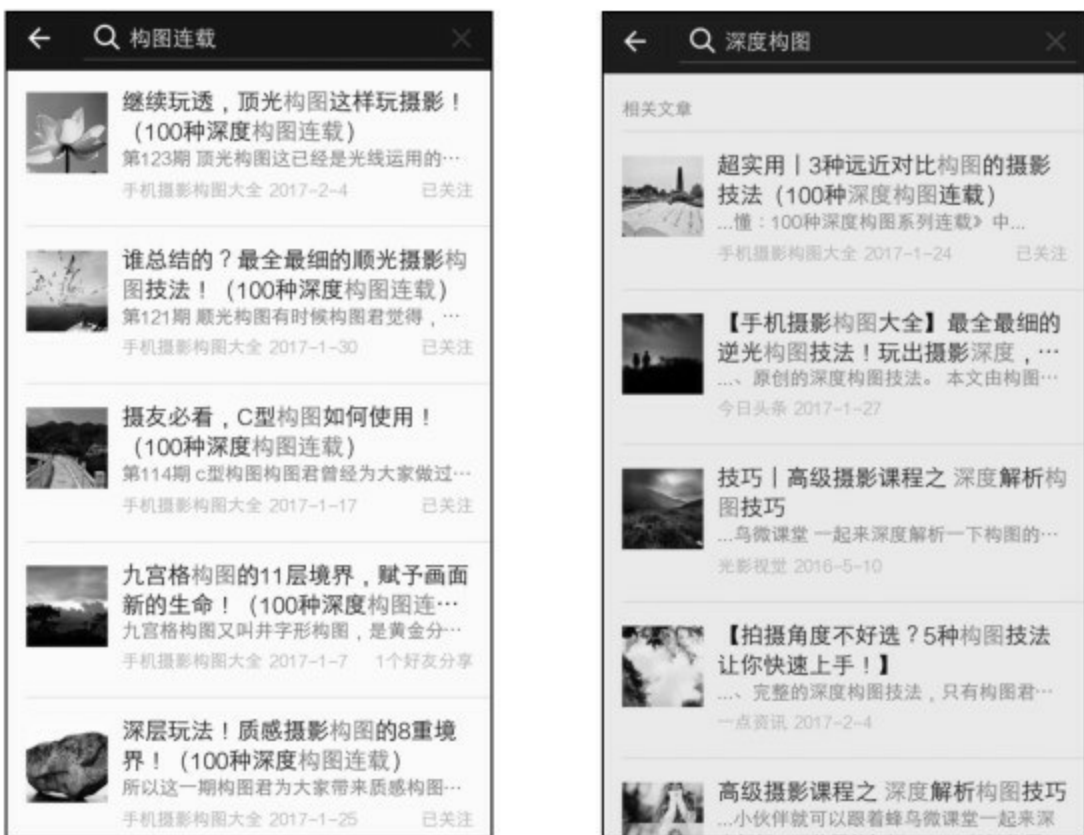 构图连载
继续玩透，顶光构图这样玩摄影！
（100种深度构图连载）
第123期 顶光构图这已经是光线运用的…
手机摄影构图大全 2017-2-4 已关注
谁总结的？最全最细的顺光摄影构
图技法！（100种深度构图连载）
第121期 顺光构图有时候构图君觉得，…
手机摄影构图大全 2017-1-30 已关注
摄友必看，C型构图如何使用！
（100种深度构图连载）
第114期 c型构图构图君曾经为大家做过…
手机摄影构图大全 2017-1-17 已关注
九宫格构图的11层境界，赋予画面
新的生命！（100种深度构图连…
九宫格构图又叫井字形构图，是黄金分…
手机摄影构图大全 2017-1-7 1个好友分享
深层玩法！质感摄影构图的8重境
界！（100种深度构图连载）
所以这一期构图君为大家带来质感构图…
手机摄影构图大全 2017-1-25 已关注
深度构图
相关文章
超实用丨3种远近对比构图的摄影
技法（100种深度构图连载）
...懂：100种深度构图系列连载》中...
手机摄影构图大全 2017-1-24 已关注
【手机摄影构图大全】最全最细的
逆光构图技法！玩出摄影深度，…
...、原创的深度构图技法。 本文由构图…
今日头条 2017-1-27
技巧丨高级摄影课程之 深度解析构
图技巧
...鸟微课堂 一起来深度解析一下构图的…
光影视觉 2016-5-10
【拍摄角度不好选？5种构图技法
让你快速上手！】
...、完整的深度构图技法，只有构图君…
一点资讯 2017-2-4
高级摄影课程之 深度解析构图技巧
...小伙伴就可以跟着蜂鸟微课堂一起来深